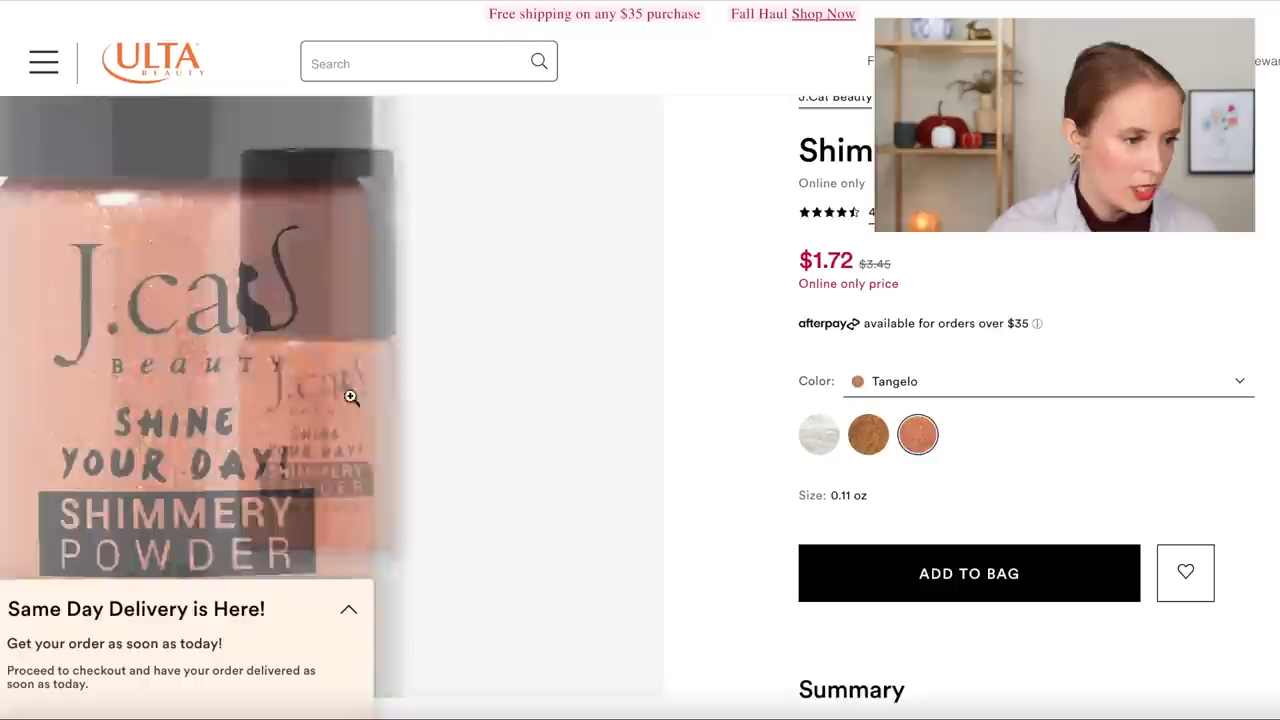 Free shipping on any $35 purchase
Fall Haul Shop Now
ULTA
BEAUTY
Search
J.Cat Beauty
Shim
Online only
4
$1.72 $3.45
Online only price
afterpay available for orders over $35
Color: Tangelo
Size: 0.11 oz
ADD TO BAG
Summary
J.cat
Beauty
SHINE
YOUR DAY!
SHIMMERY
POWDER
Same Day Delivery is Here!
Get your order as soon as today!
Proceed to checkout and have your order delivered as
soon as today.